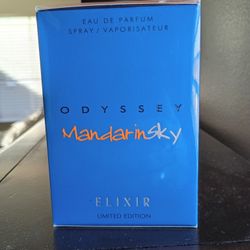 EAU DE PARFUM
SPRAY / VAPORISATEUR
ODYSSEY
Mandarinsky
ELIXIR
LIMITED EDITION